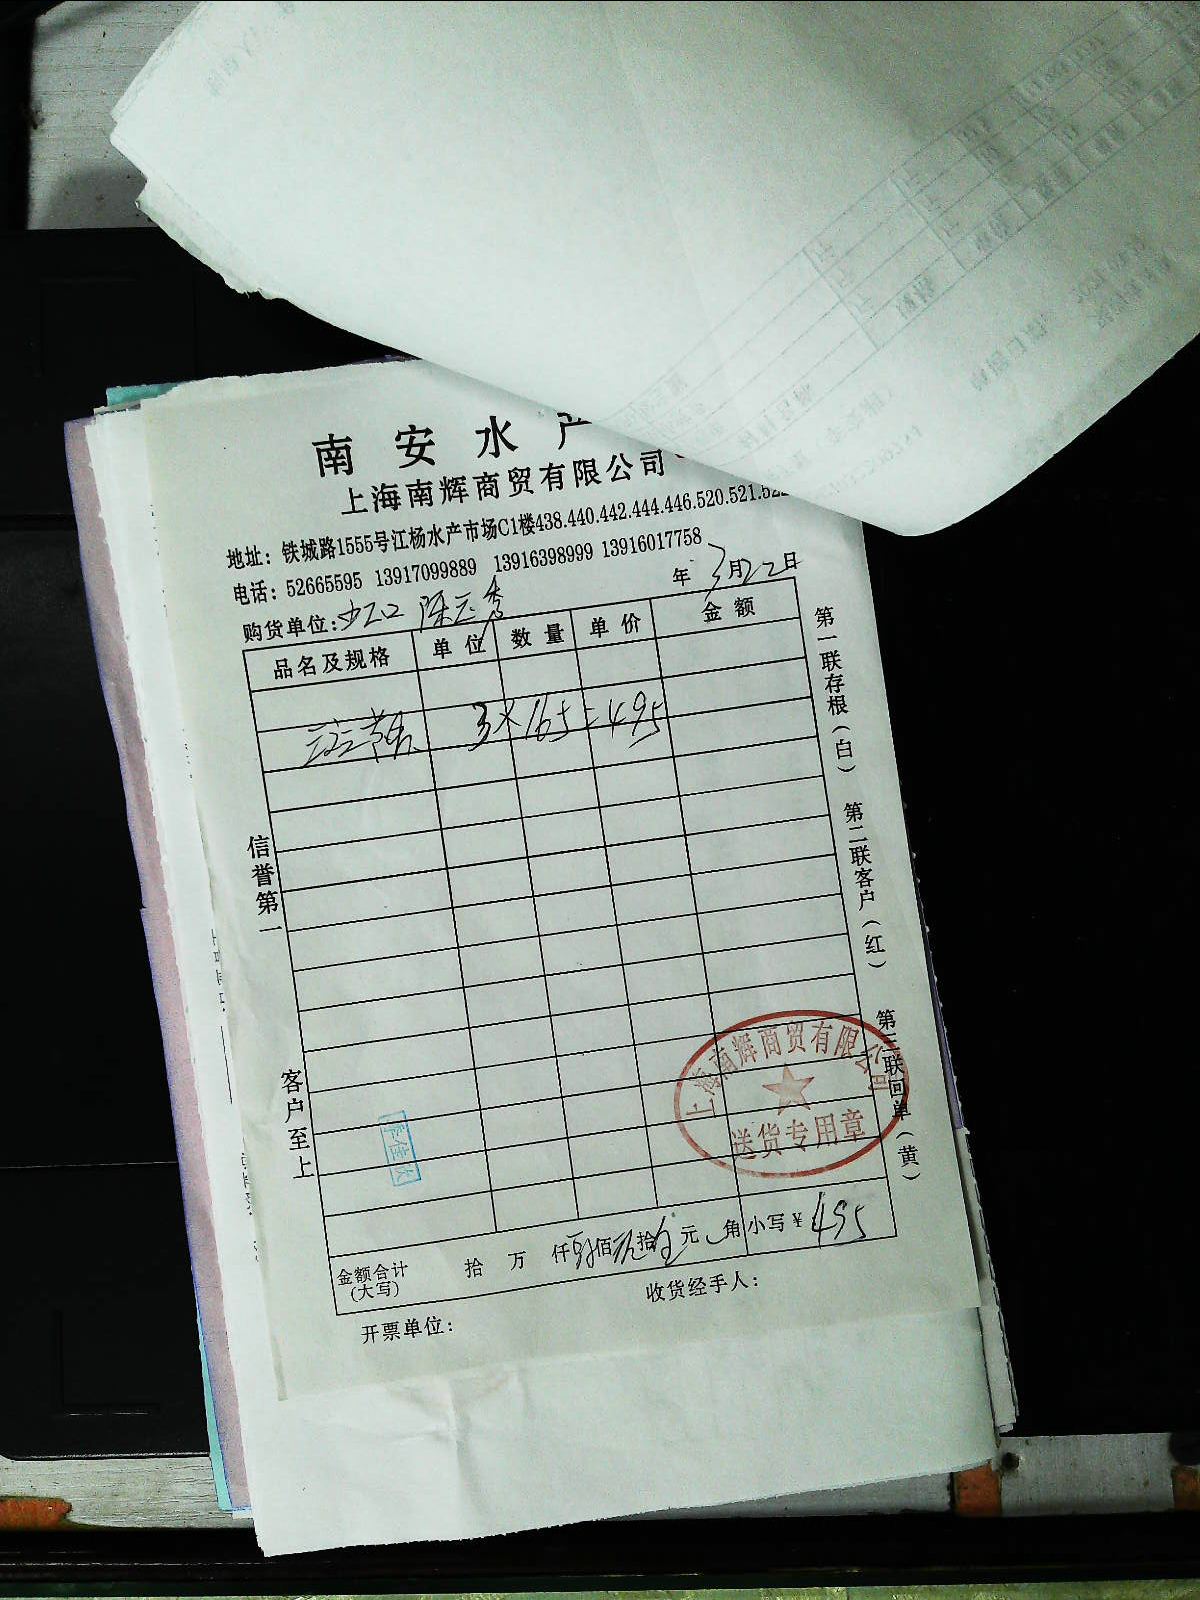 南安水产
上海南辉商贸有限公司
地址：铁城路1555号江杨水产市场C1楼438.440.442.444.446.520.521.522
电话：52665595 13917099889 13916398999 13916017758
年 3月22日
购货单位：
品名及规格 单位 数量 单价 金额
3×165=495
信誉第一
客户至上
第一联存根（白） 第二联客户（红） 第三联回单（黄）
上海南辉商贸有限公司
送货专用章
金额合计（大写） 拾 万 仟 肆佰 玖拾 伍元 角 小写¥ 495
收货经手人：
开票单位：